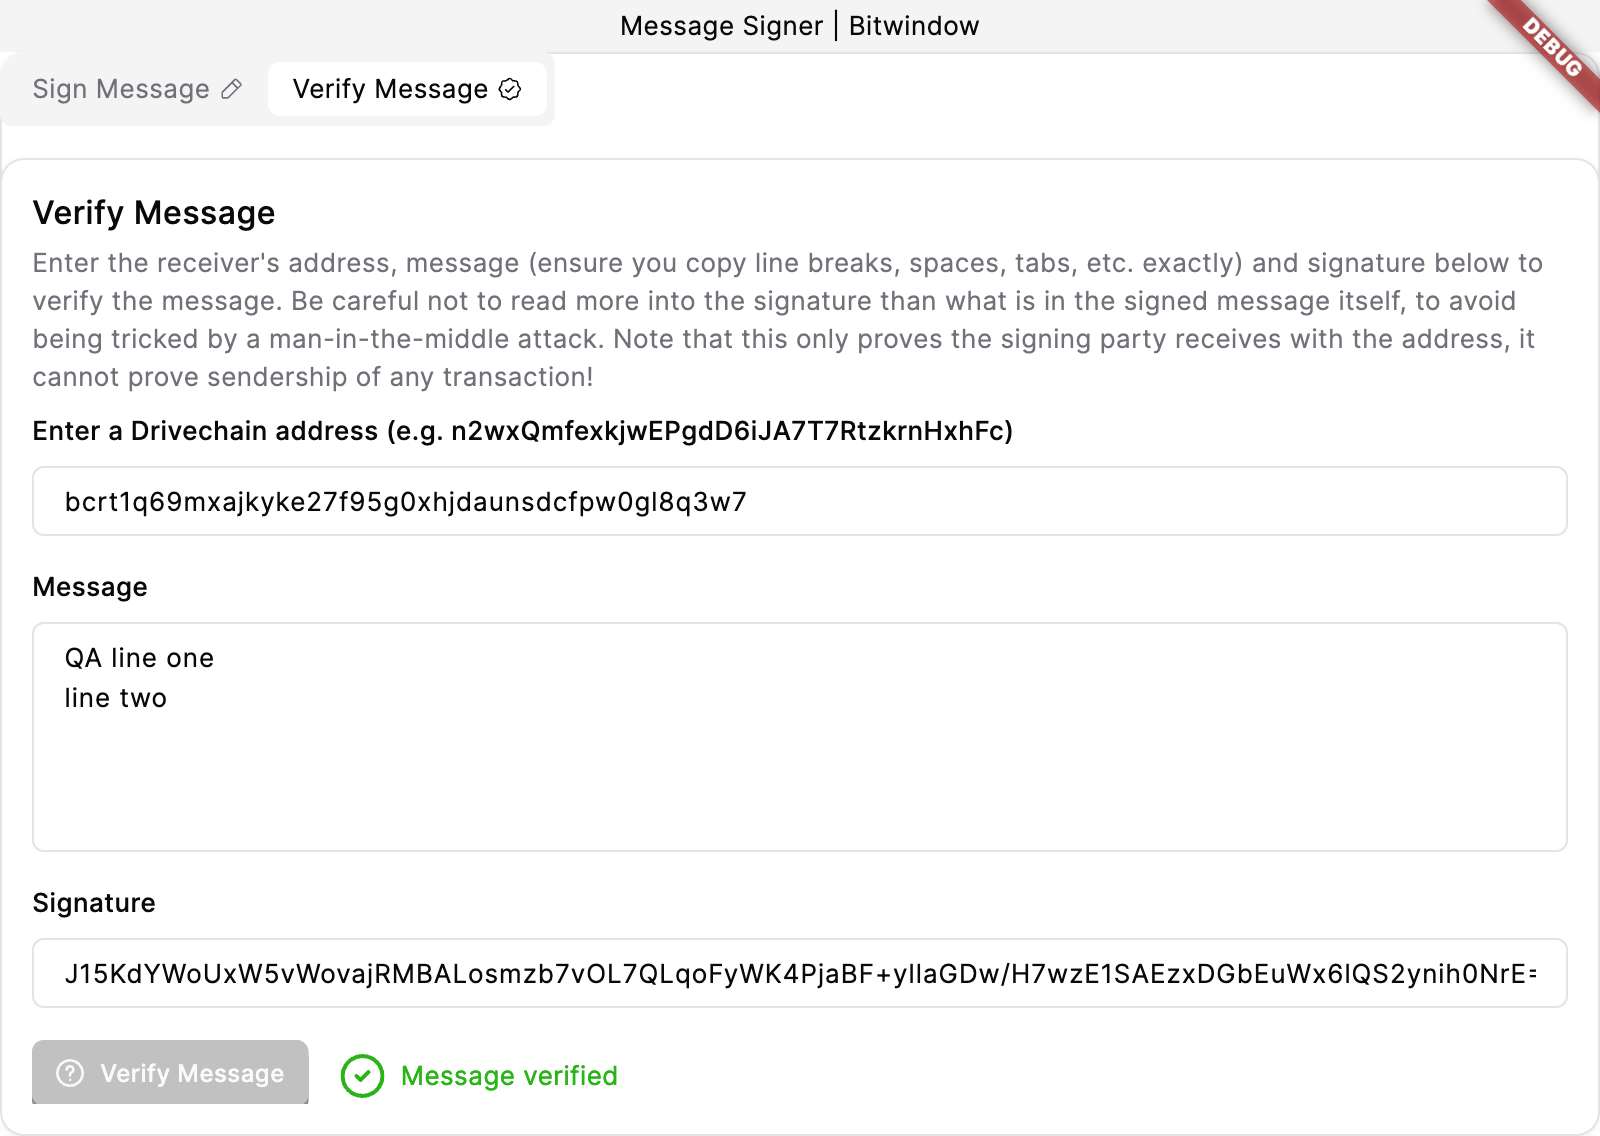 Message Signer | Bitwindow
DEBUG
Sign Message
Verify Message
Verify Message
Enter the receiver's address, message (ensure you copy line breaks, spaces, tabs, etc. exactly) and signature below to
verify the message. Be careful not to read more into the signature than what is in the signed message itself, to avoid
being tricked by a man-in-the-middle attack. Note that this only proves the signing party receives with the address, it
cannot prove sendership of any transaction!
Enter a Drivechain address (e.g. n2wxQmfexkjwEPgdD6iJA7T7RtzkrnHxhFc)
bcrt1q69mxajkyke27f95g0xhjdaunsdcfpw0gl8q3w7
Message
QA line one
line two
Signature
J15KdYWoUxW5vWovajRMBALosmzb7vOL7QLqoFyWK4PjaBF+yIlaGDw/H7wzE1SAEzxDGbEuWx6lQS2ynih0NrE=
Verify Message
Message verified